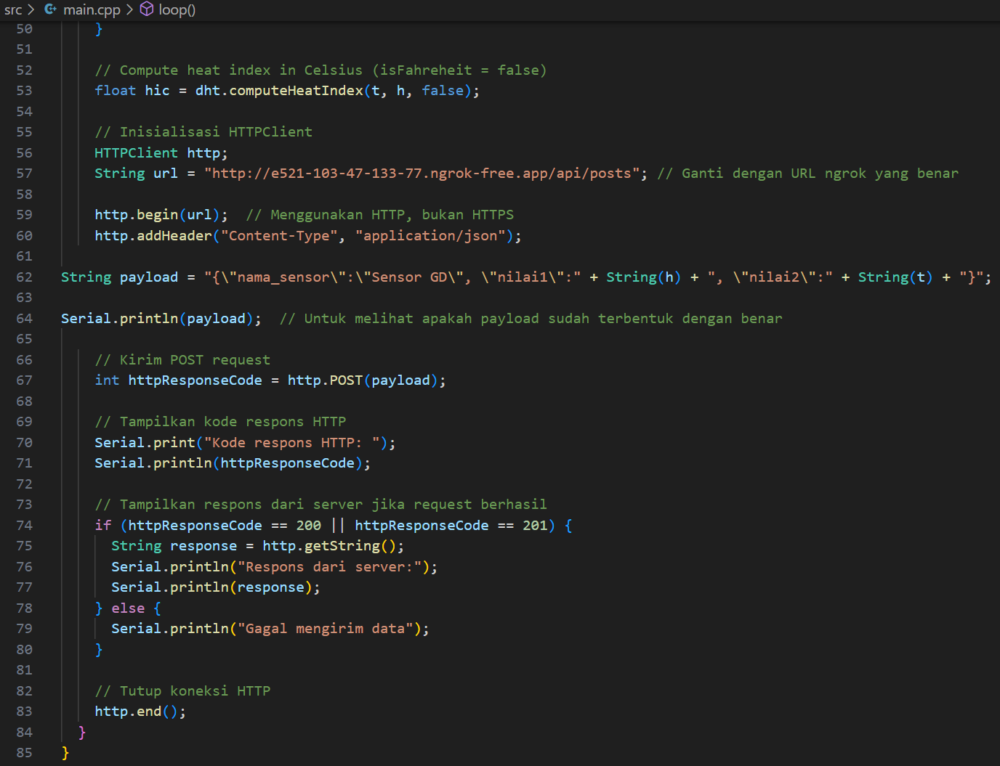 src > main.cpp > loop()
50 }
51
52 // Compute heat index in Celsius (isFahreheit = false)
53 float hic = dht.computeHeatIndex(t, h, false);
54
55 // Inisialisasi HTTPClient
56 HTTPClient http;
57 String url = "http://e521-103-47-133-77.ngrok-free.app/api/posts"; // Ganti dengan URL ngrok yang benar
58
59 http.begin(url);  // Menggunakan HTTP, bukan HTTPS
60 http.addHeader("Content-Type", "application/json");
61
62 String payload = "{\"nama_sensor\":\"Sensor GD\", \"nilai1\":" + String(h) + ", \"nilai2\":" + String(t) + "}";
63
64 Serial.println(payload);  // Untuk melihat apakah payload sudah terbentuk dengan benar
65
66 // Kirim POST request
67 int httpResponseCode = http.POST(payload);
68
69 // Tampilkan kode respons HTTP
70 Serial.print("Kode respons HTTP: ");
71 Serial.println(httpResponseCode);
72
73 // Tampilkan respons dari server jika request berhasil
74 if (httpResponseCode == 200 || httpResponseCode == 201) {
75 String response = http.getString();
76 Serial.println("Respons dari server:");
77 Serial.println(response);
78 } else {
79 Serial.println("Gagal mengirim data");
80 }
81
82 // Tutup koneksi HTTP
83 http.end();
84 }
85 }